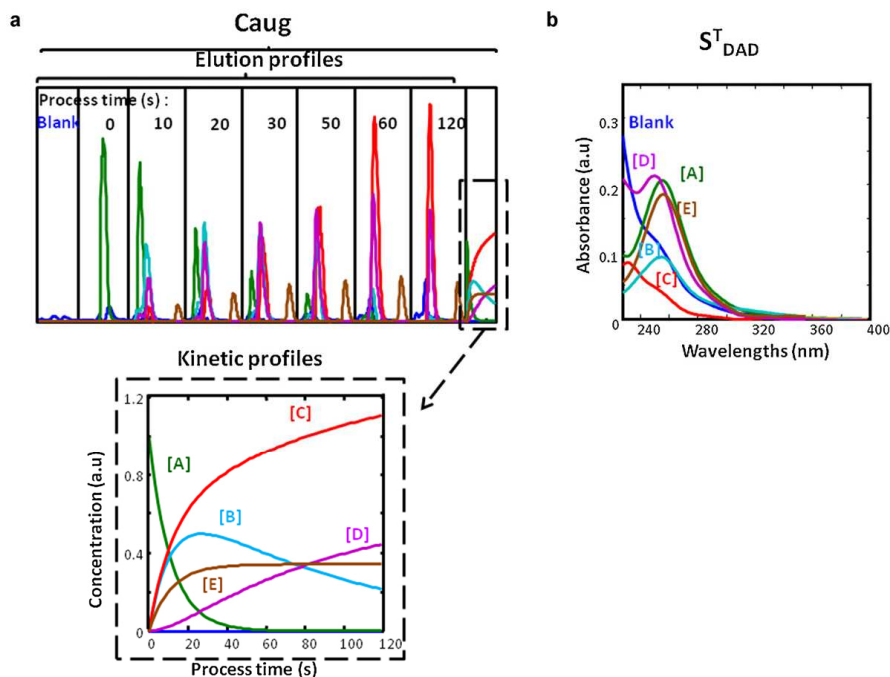 a
Caug
Elution profiles
Process time (s) :
Blank 0 10 20 30 50 60 120
Kinetic profiles
1.2
0.8
0.4
0
[A]
[B]
[C]
[D]
[E]
Concentration (a.u)
0 20 40 60 80 100 120
Process time (s)
b
S^T_DAD
0.3
0.2
0.1
0
Blank
[D]
[A]
[E]
[B]
[C]
Absorbance (a.u)
240 280 320 360 400
Wavelengths (nm)